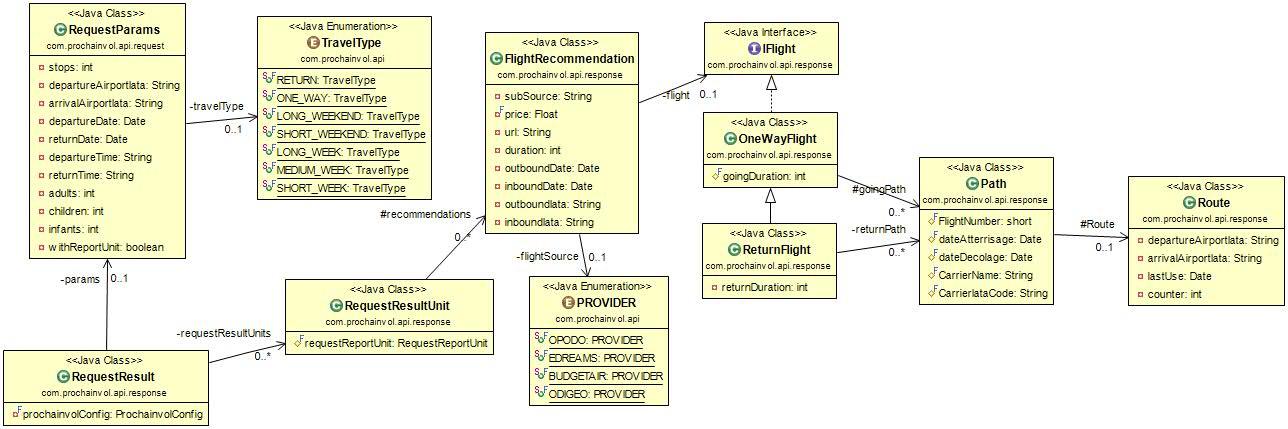 <<Java Class>>
RequestParams
com.prochainvol.api.request
stops: int
departureAirportIata: String
arrivalAirportIata: String
departureDate: Date
returnDate: Date
departureTime: String
returnTime: String
adults: int
children: int
infants: int
withReportUnit: boolean
-travelType
0..1
<<Java Enumeration>>
TravelType
com.prochainvol.api
RETURN: TravelType
ONE_WAY: TravelType
LONG_WEEKEND: TravelType
SHORT_WEEKEND: TravelType
LONG_WEEK: TravelType
MEDIUM_WEEK: TravelType
SHORT_WEEK: TravelType
<<Java Class>>
FlightRecommendation
com.prochainvol.api.response
subSource: String
price: Float
url: String
duration: int
outboundDate: Date
inboundDate: Date
outboundIata: String
inboundIata: String
-flight
0..1
<<Java Interface>>
IFlight
com.prochainvol.api.response
<<Java Class>>
OneWayFlight
com.prochainvol.api.response
goingDuration: int
#goingPath
0..*
<<Java Class>>
ReturnFlight
com.prochainvol.api.response
returnDuration: int
-returnPath
0..*
<<Java Class>>
Path
com.prochainvol.api.response
FlightNumber: short
dateAtterrisage: Date
dateDecolage: Date
CarrierName: String
CarrierIataCode: String
#Route
0..1
<<Java Class>>
Route
com.prochainvol.api.response
departureAirportIata: String
arrivalAirportIata: String
lastUse: Date
counter: int
#recommendations
0..*
-flightSource
0..1
<<Java Enumeration>>
PROVIDER
com.prochainvol.api
OPODO: PROVIDER
EDREAMS: PROVIDER
BUDGETAIR: PROVIDER
ODIGEO: PROVIDER
-params
0..1
<<Java Class>>
RequestResultUnit
com.prochainvol.api.response
requestReportUnit: RequestReportUnit
-requestResultUnits
0..*
<<Java Class>>
RequestResult
com.prochainvol.api.response
prochainvolConfig: ProchainvolConfig